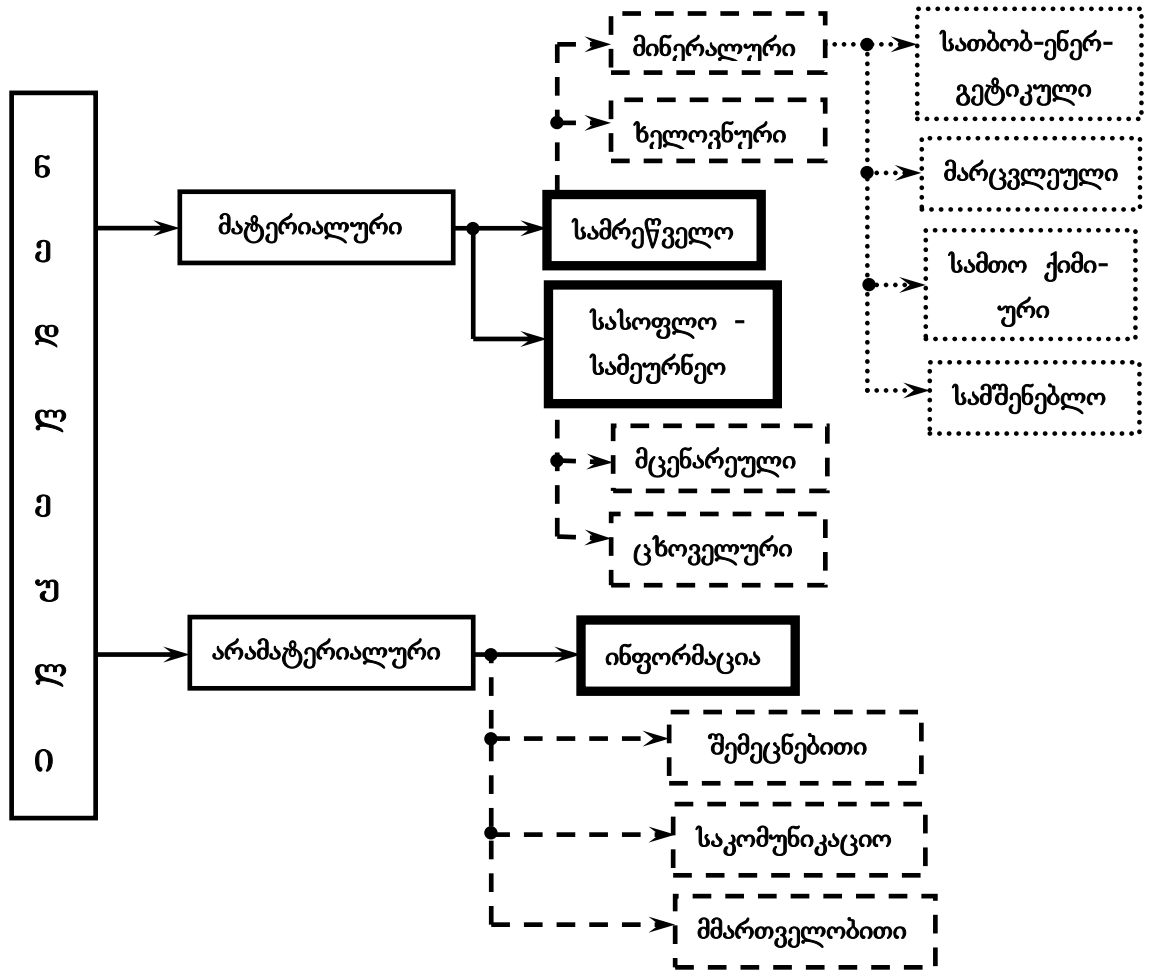 ნედლეული
მატერიალური
არამატერიალური
მინერალური
ხელოვნური
სამრეწველო
სასოფლო -
სამეურნეო
მცენარეული
ცხოველური
ინფორმაცია
შემეცნებითი
საკომუნიკაციო
მმართველობითი
სათბობ-ენერ-
გეტიკული
მარცვლეული
სამთო ქიმი-
ური
სამშენებლო